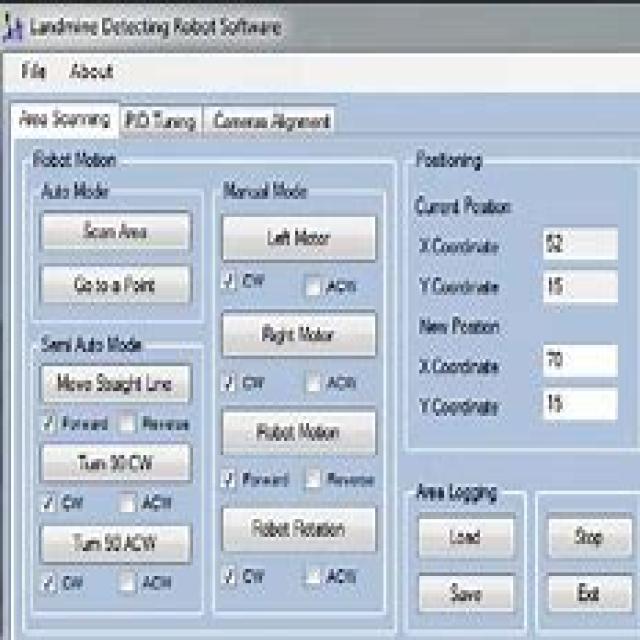 Landmine Detecting Robot Software
File About
Area Scanning PID Tuning Cameras Alignment
Robot Motion
Auto Mode
Scan Area
Go to a Point
Semi Auto Mode
Move Straight Line
Forward Reverse
Turn 90 CW
CW ACW
Turn 90 ACW
CW ACW
Manual Mode
Left Motor
CW ACW
Right Motor
CW ACW
Robot Motion
Forward Reverse
Robot Rotation
CW ACW
Positioning
Current Position
X Coordinate 52
Y Coordinate 15
New Position
X Coordinate 70
Y Coordinate 15
Area Logging
Load
Save
Stop
Exit